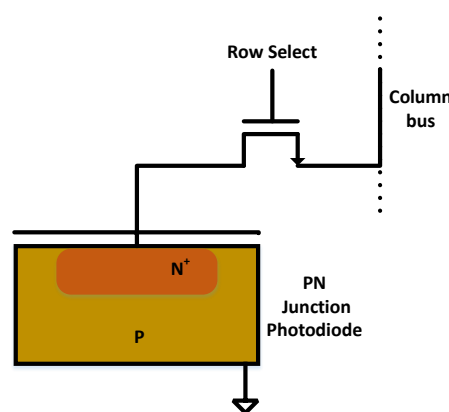 Row Select
Column
bus
N+
PN
Junction
Photodiode
P